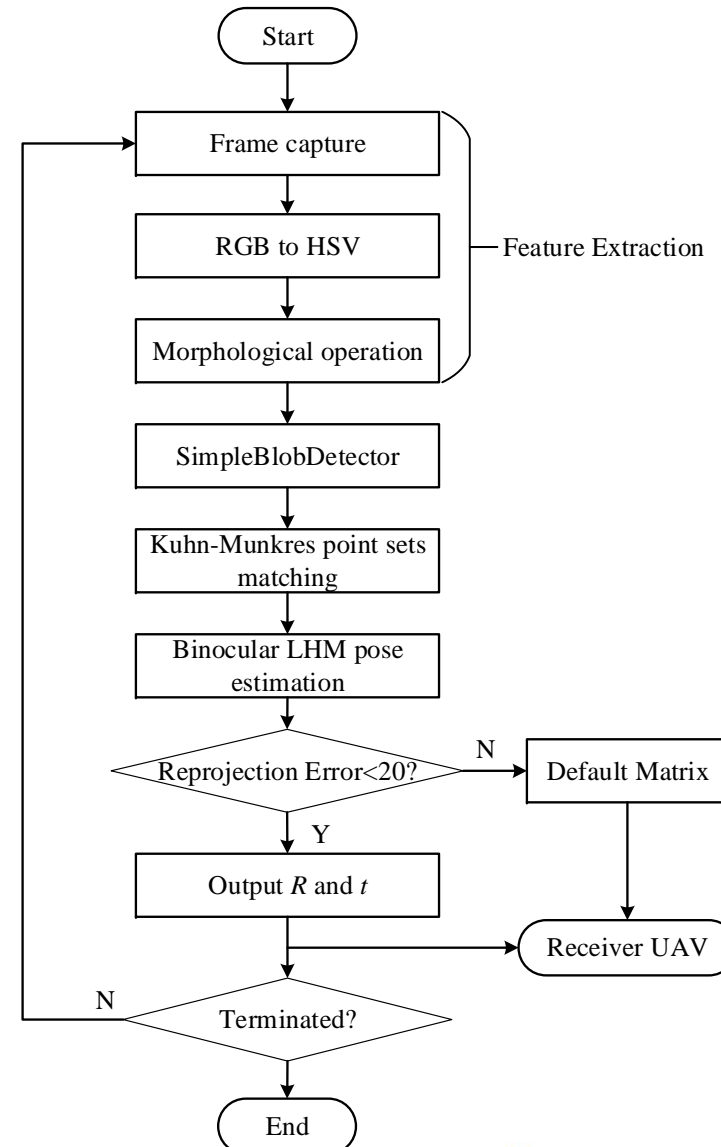 Start
Frame capture
RGB to HSV
Feature Extraction
Morphological operation
SimpleBlobDetector
Kuhn-Munkres point sets
matching
Binocular LHM pose
estimation
Reprojection Error<20?
N
Default Matrix
Y
Output R and t
Receiver UAV
N
Terminated?
End